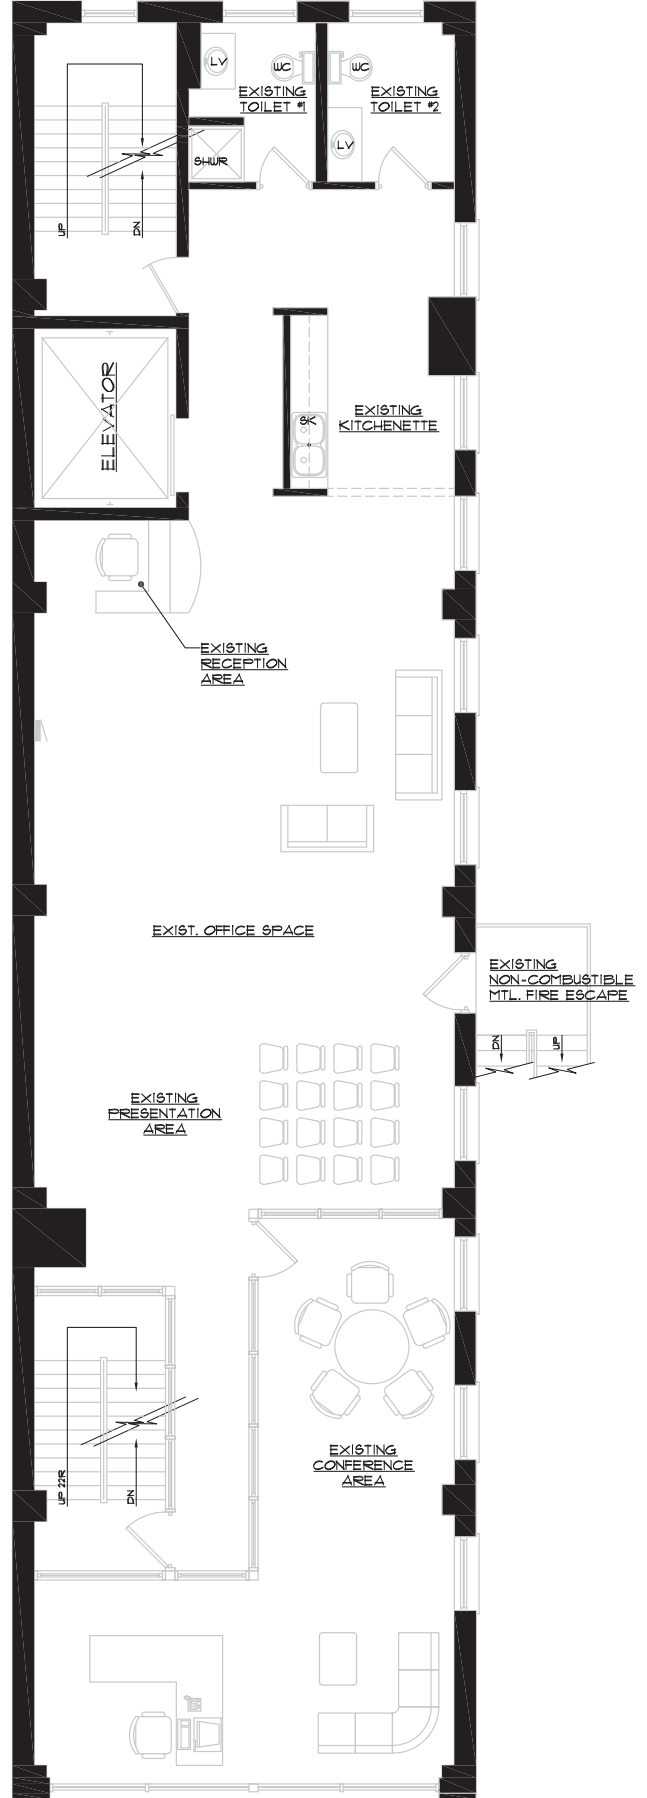 LV
WC
WC
EXISTING
TOILET #1
EXISTING
TOILET #2
LV
SHWR
UP
DN
ELEVATOR
EXISTING
KITCHENETTE
SK
EXISTING
RECEPTION
AREA
EXIST. OFFICE SPACE
EXISTING
NON-COMBUSTIBLE
MTL. FIRE ESCAPE
DN
UP
EXISTING
PRESENTATION
AREA
EXISTING
CONFERENCE
AREA
UP 22R
DN